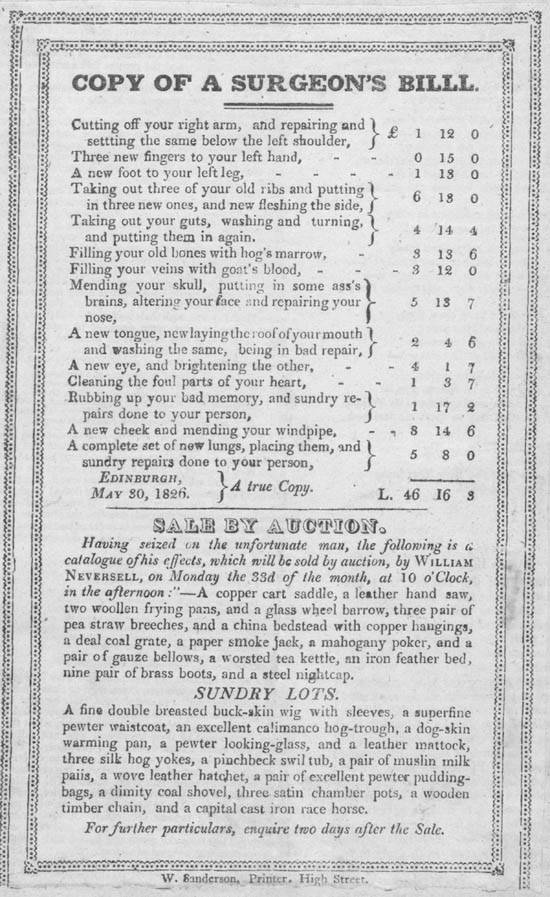 COPY OF A SURGEON'S BILLL.
Cutting off your right arm, and repairing and
settting the same below the left shoulder, } £ 1 12 0
Three new fingers to your left hand, - - 0 15 0
A new foot to your left leg, - - - - 1 13 0
Taking out three of your old ribs and putting
in three new ones, and new fleshing the side, } 6 13 0
Taking out your guts, washing and turning,
and putting them in again. } 4 14 4
Filling your old bones with hog's marrow, - 3 13 6
Filling your veins with goat's blood, - - - 3 12 0
Mending your skull, putting in some ass's
brains, altering your face and repairing your } 5 13 7
nose,
A new tongue, new laying the roof of your mouth
and washing the same, being in bad repair, } 2 4 6
A new eye, and brightening the other, - - 4 1 7
Cleaning the foul parts of your heart, - - 1 3 7
Rubbing up your bad memory, and sundry re-
pairs done to your person, } 1 17 2
A new cheek and mending your windpipe, - - 3 14 6
A complete set of new lungs, placing them, and
sundry repairs done to your person, } 5 8 0
EDINBURGH,
MAY 30, 1826. } A true Copy. L. 46 16 3
SALE BY AUCTION.
Having seized on the unfortunate man, the following is a
catalogue of his effects, which will be sold by auction, by WILLIAM
NEVERSELL, on Monday the 33d of the month, at 10 o'Clock,
in the afternoon:"—A copper cart saddle, a leather hand saw,
two woollen frying pans, and a glass wheel barrow, three pair of
pea straw breeches, and a china bedstead with copper hangings,
a deal coal grate, a paper smoke jack, a mahogany poker, and a
pair of gauze bellows, a worsted tea kettle, an iron feather bed,
nine pair of brass boots, and a steel nightcap.
SUNDRY LOTS.
A fine double breasted buck-skin wig with sleeves, a superfine
pewter waistcoat, an excellent calimanco hog-trough, a dog-skin
warming pan, a pewter looking-glass, and a leather mattock,
three silk hog yokes, a pinchbeck swil tub, a pair of muslin milk
pails, a wove leather hatchet, a pair of excellent pewter pudding-
bags, a dimity coal shovel, three satin chamber pots, a wooden
timber chain, and a capital cast iron race horse.
For further particulars, enquire two days after the Sale.
W. Sanderson, Printer. High Street.